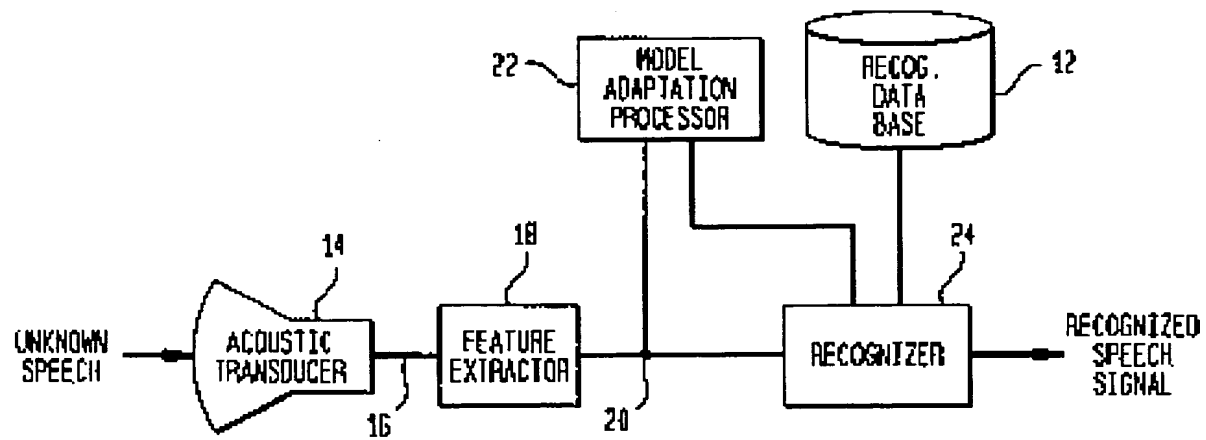 22
MODEL
ADAPTATION
PROCESSOR
RECOG.
DATA
BASE
12
14
18
24
UNKNOWN
SPEECH
ACOUSTIC
TRANSDUCER
FEATURE
EXTRACTOR
RECOGNIZER
RECOGNIZED
SPEECH
SIGNAL
16
20